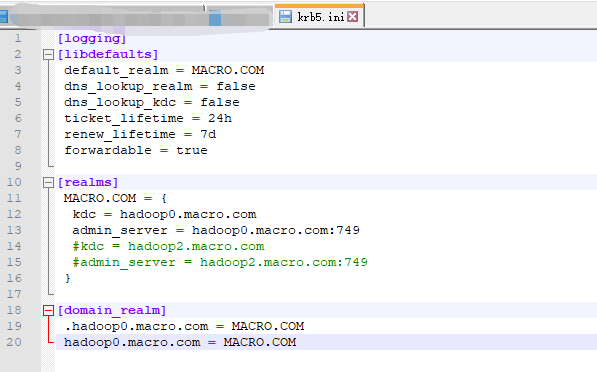 krb5.ini
1 [logging]
2 [libdefaults]
3 default_realm = MACRO.COM
4 dns_lookup_realm = false
5 dns_lookup_kdc = false
6 ticket_lifetime = 24h
7 renew_lifetime = 7d
8 forwardable = true
9
10 [realms]
11 MACRO.COM = {
12 kdc = hadoop0.macro.com
13 admin_server = hadoop0.macro.com:749
14 #kdc = hadoop2.macro.com
15 #admin_server = hadoop2.macro.com:749
16 }
17
18 [domain_realm]
19 .hadoop0.macro.com = MACRO.COM
20 hadoop0.macro.com = MACRO.COM